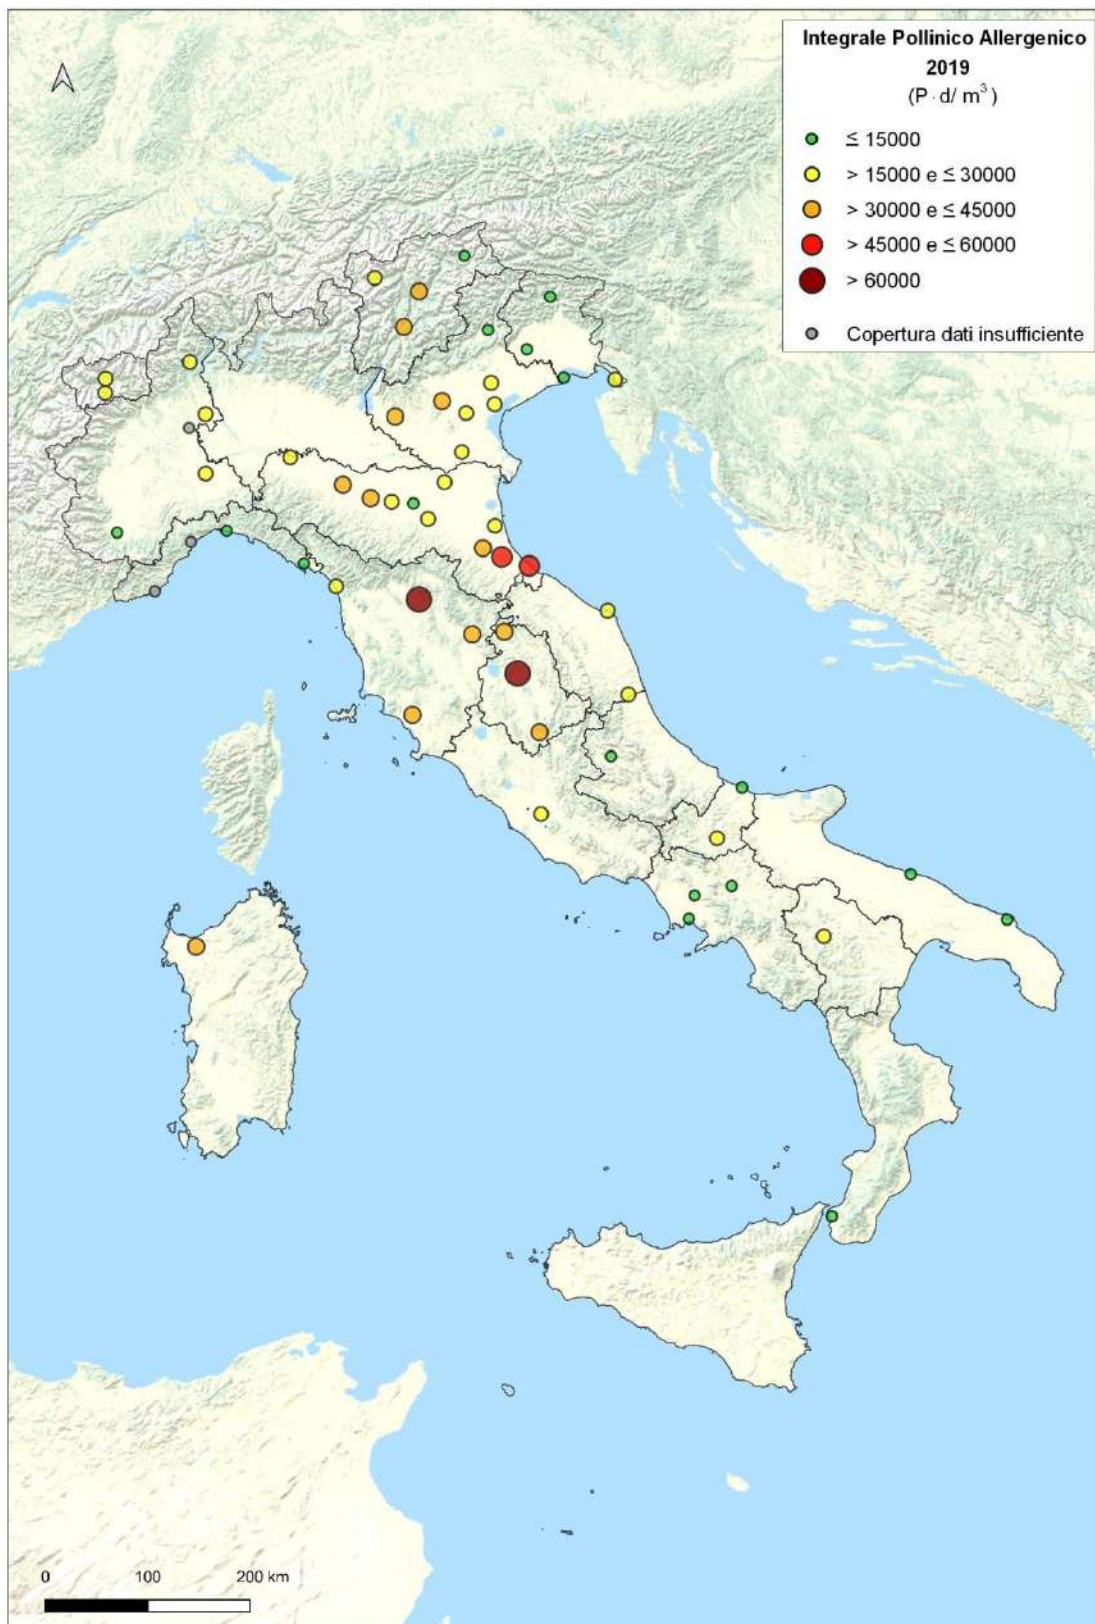 Integrale Pollinico Allergenico
2019
(P · d/ m³ )
≤ 15000
> 15000 e ≤ 30000
> 30000 e ≤ 45000
> 45000 e ≤ 60000
> 60000
Copertura dati insufficiente
0 100 200 km